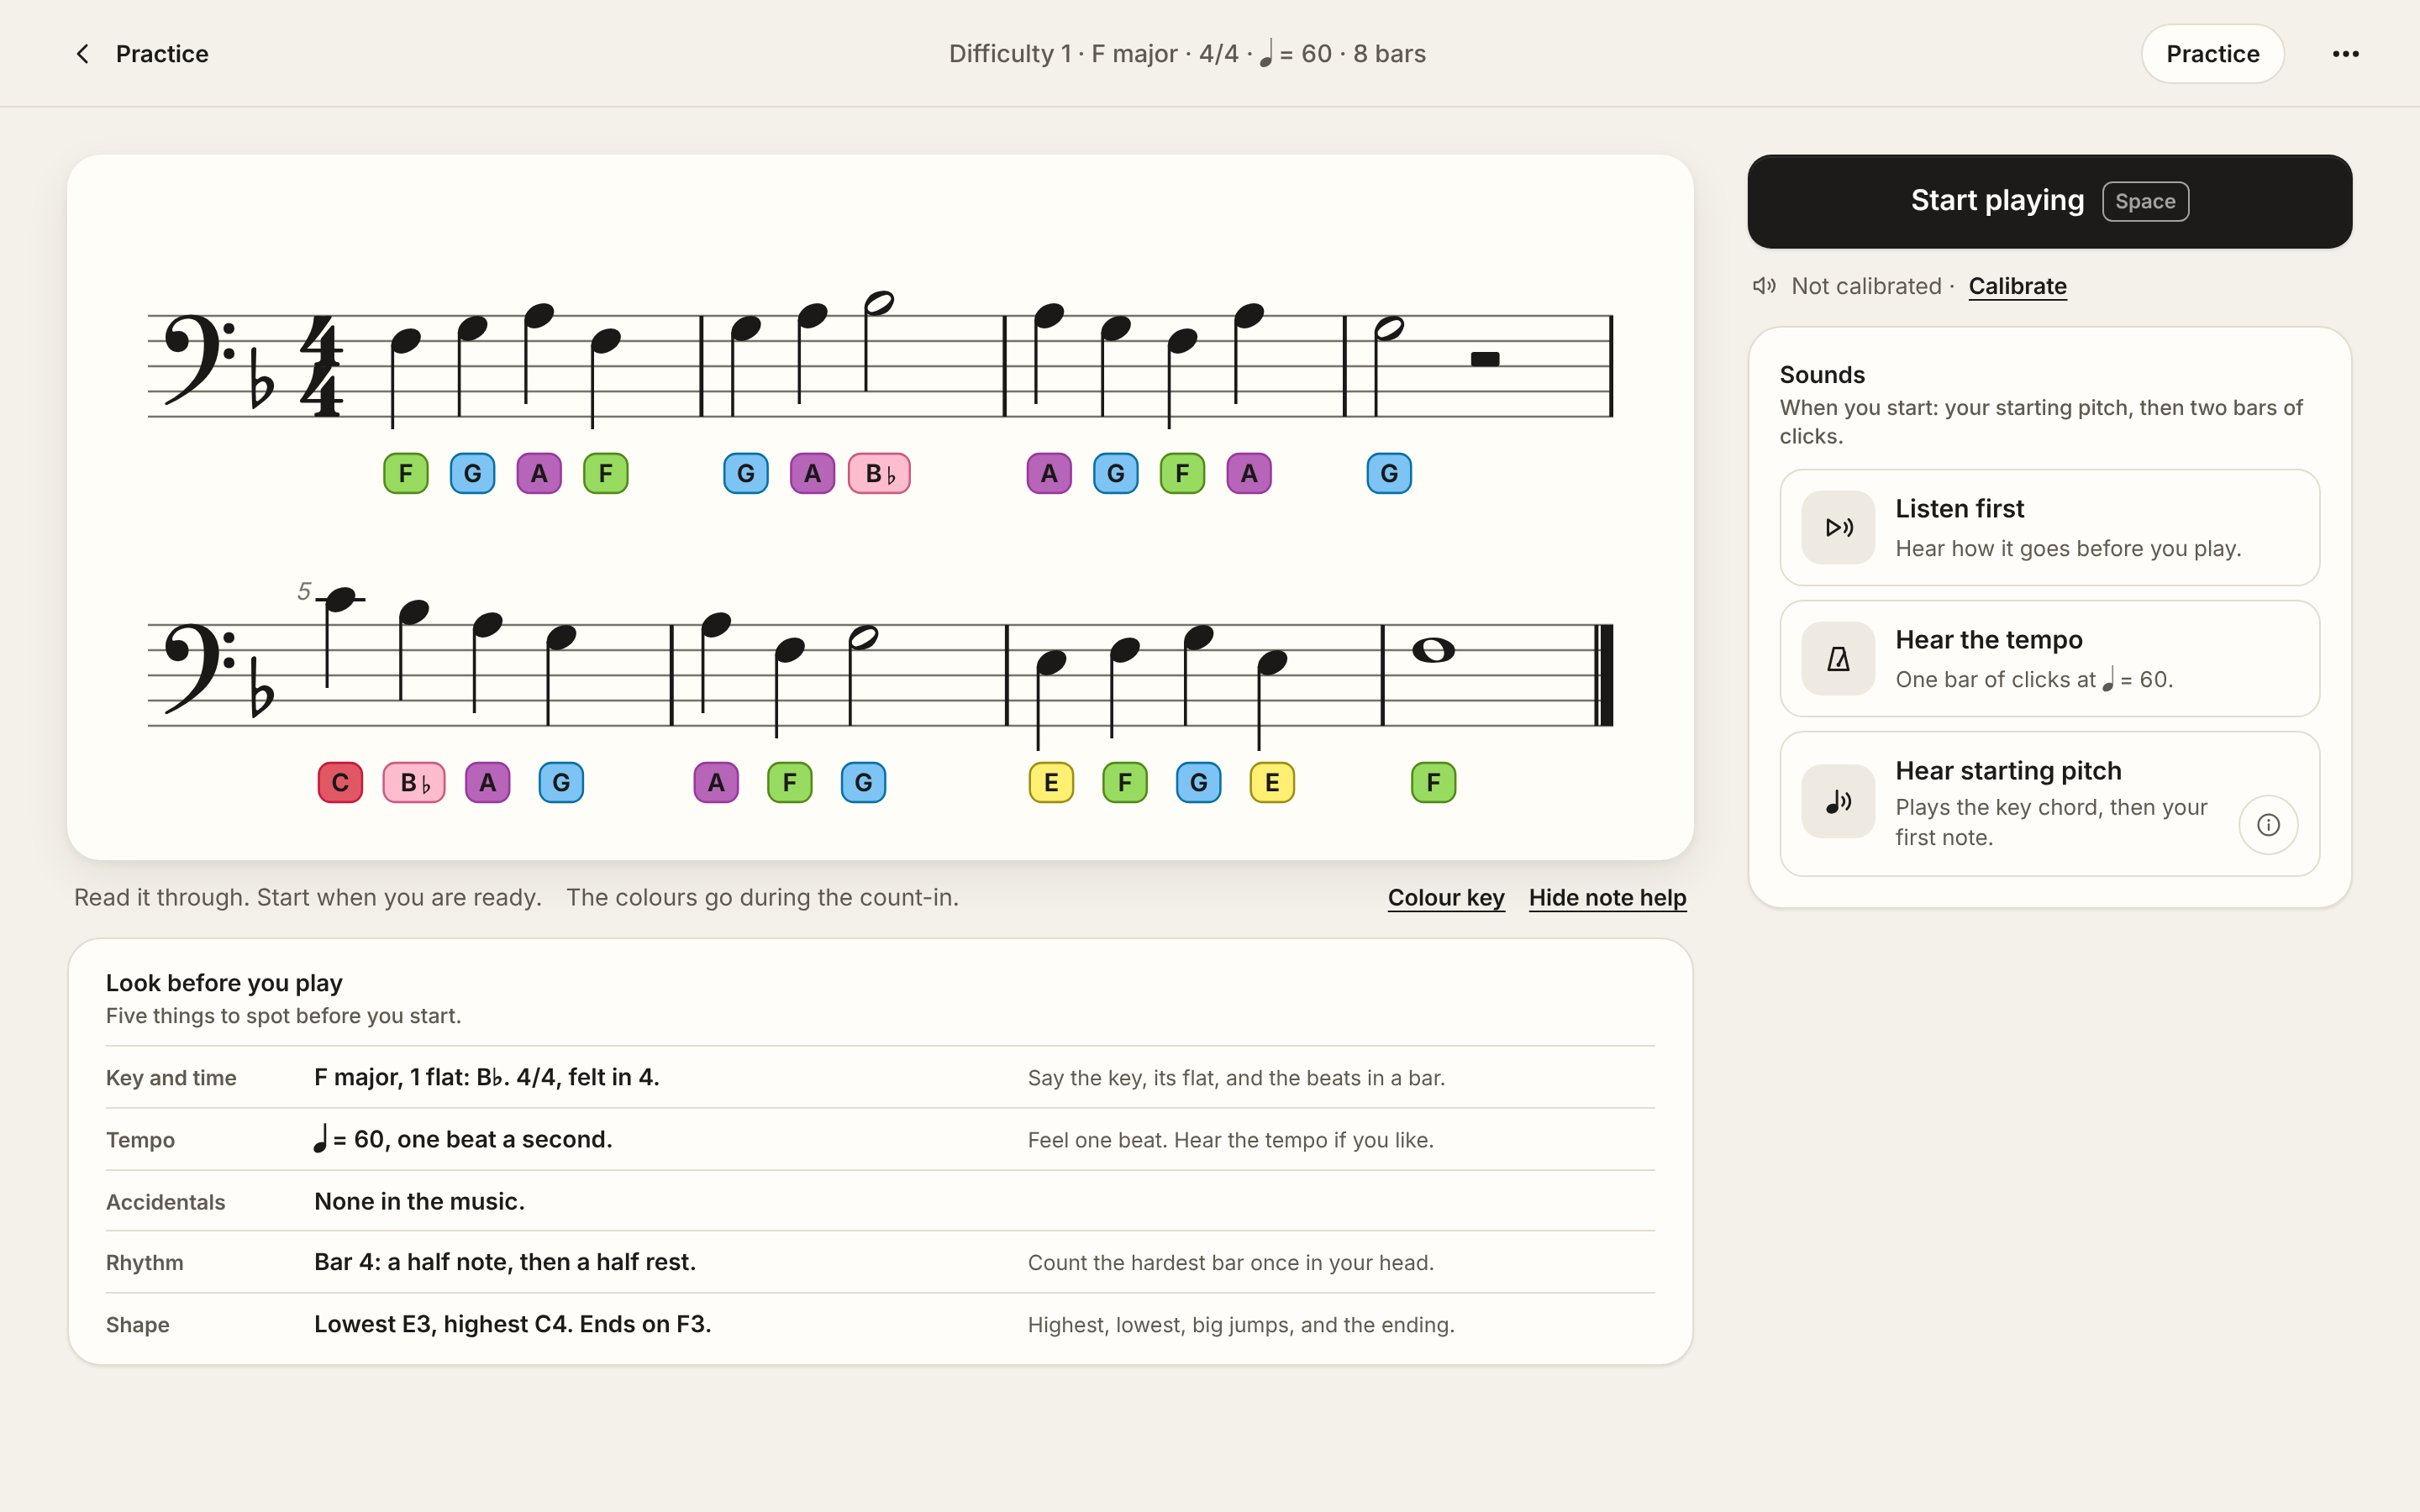 Practice
Difficulty 1 · F major · 4/4 · ♩ = 60 · 8 bars
Practice
Start playing Space
Not calibrated · Calibrate
Sounds
When you start: your starting pitch, then two bars of
clicks.
Listen first
Hear how it goes before you play.
Hear the tempo
One bar of clicks at ♩ = 60.
Hear starting pitch
Plays the key chord, then your
first note.
4
4
F G A F G A B♭ A G F A G
5
C B♭ A G A F G E F G E F
Read it through. Start when you are ready. The colours go during the count-in.
Colour key Hide note help
Look before you play
Five things to spot before you start.
Key and time F major, 1 flat: B♭. 4/4, felt in 4. Say the key, its flat, and the beats in a bar.
Tempo ♩ = 60, one beat a second. Feel one beat. Hear the tempo if you like.
Accidentals None in the music.
Rhythm Bar 4: a half note, then a half rest. Count the hardest bar once in your head.
Shape Lowest E3, highest C4. Ends on F3. Highest, lowest, big jumps, and the ending.